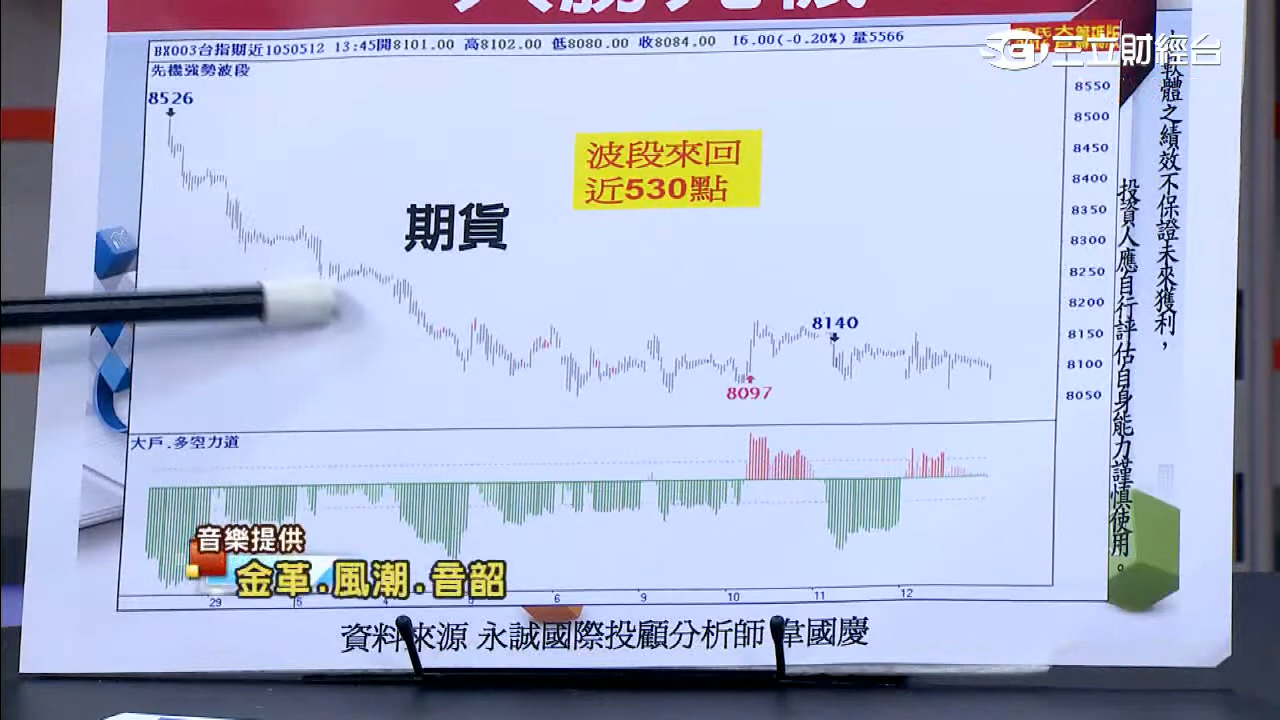 BX003台指期近1050512 13:45開8101.00 高8102.00 低8080.00 收8084.00 16.00(-0.20%) 量5566
三立財經台
先機強勢波段
8526
波段來回
近530點
期貨
8140
8097
8550
8500
8450
8400
8350
8300
8250
8200
8150
8100
8050
軟體之績效不保證未來獲利，
投資人應自行評估自身能力謹慎使用。
大戶.多空力道
29
5
6
9
10
11
12
音樂提供
金革.風潮.音韶
資料來源 永誠國際投顧分析師 韋國慶